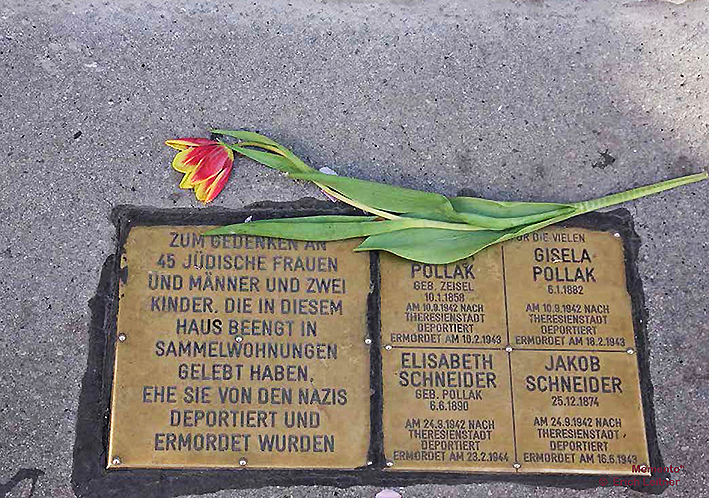 ZUM GEDENKEN AN
45 JÜDISCHE FRAUEN
UND MÄNNER UND ZWEI
KINDER, DIE IN DIESEM
HAUS BEENGT IN
SAMMELWOHNUNGEN
GELEBT HABEN,
EHE SIE VON DEN NAZIS
DEPORTIERT UND
ERMORDET WURDEN
POLLAK
GEB. ZEISEL
10.1.1858
AM 10.9.1942 NACH
THERESIENSTADT
DEPORTIERT
ERMORDET AM 10.2.1943
FÜR DIE VIELEN
GISELA
POLLAK
6.1.1882
AM 10.9.1942 NACH
THERESIENSTADT
DEPORTIERT
ERMORDET AM 18.2.1943
ELISABETH
SCHNEIDER
GEB. POLLAK
6.6.1890
AM 24.9.1942 NACH
THERESIENSTADT
DEPORTIERT
ERMORDET AM 23.2.1944
JAKOB
SCHNEIDER
25.12.1874
AM 24.9.1942 NACH
THERESIENSTADT
DEPORTIERT
ERMORDET AM 16.5.1943